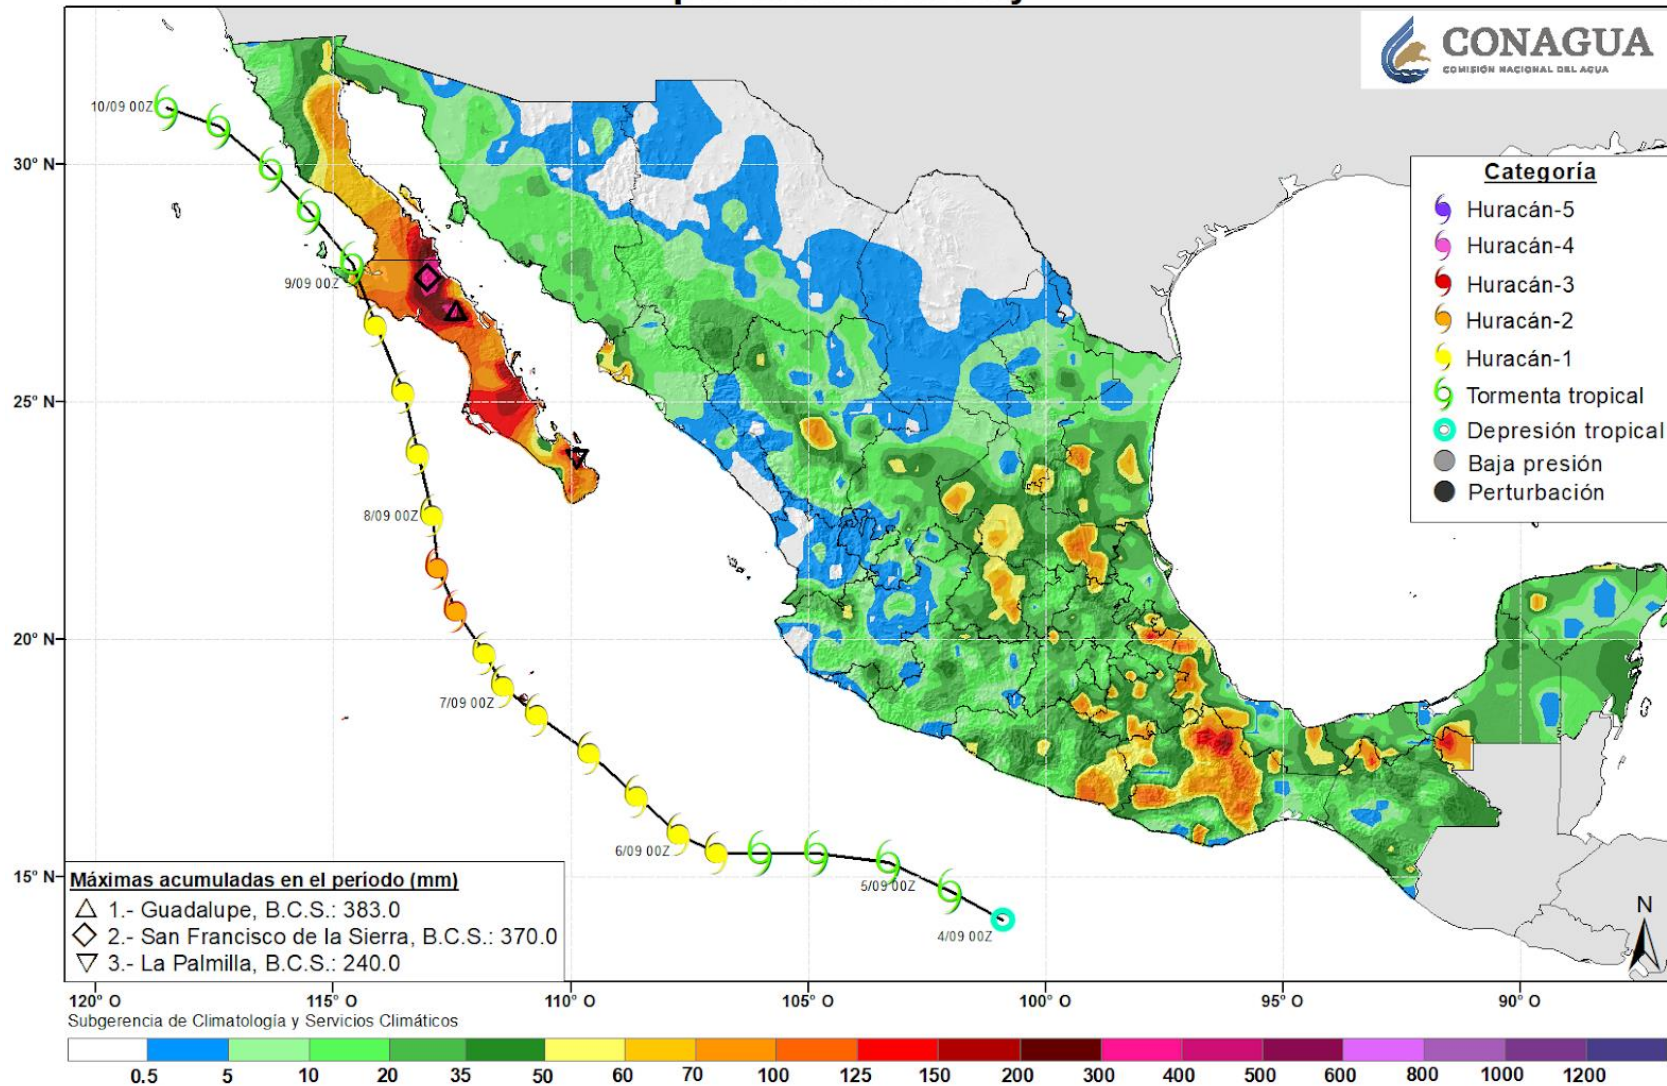 CONAGUA
COMISIÓN NACIONAL DEL AGUA
10/09 00Z
30° N
Categoría
Huracán-5
Huracán-4
Huracán-3
Huracán-2
Huracán-1
Tormenta tropical
Depresión tropical
Baja presión
Perturbación
9/09 00Z
25° N
8/09 00Z
20° N
7/09 00Z
6/09 00Z
5/09 00Z
4/09 00Z
15° N
Máximas acumuladas en el período (mm)
1.- Guadalupe, B.C.S.: 383.0
2.- San Francisco de la Sierra, B.C.S.: 370.0
3.- La Palmilla, B.C.S.: 240.0
N
120° O 115° O 110° O 105° O 100° O 95° O 90° O
Subgerencia de Climatología y Servicios Climáticos
0.5 5 10 20 35 50 60 70 100 125 150 200 300 400 500 600 800 1000 1200